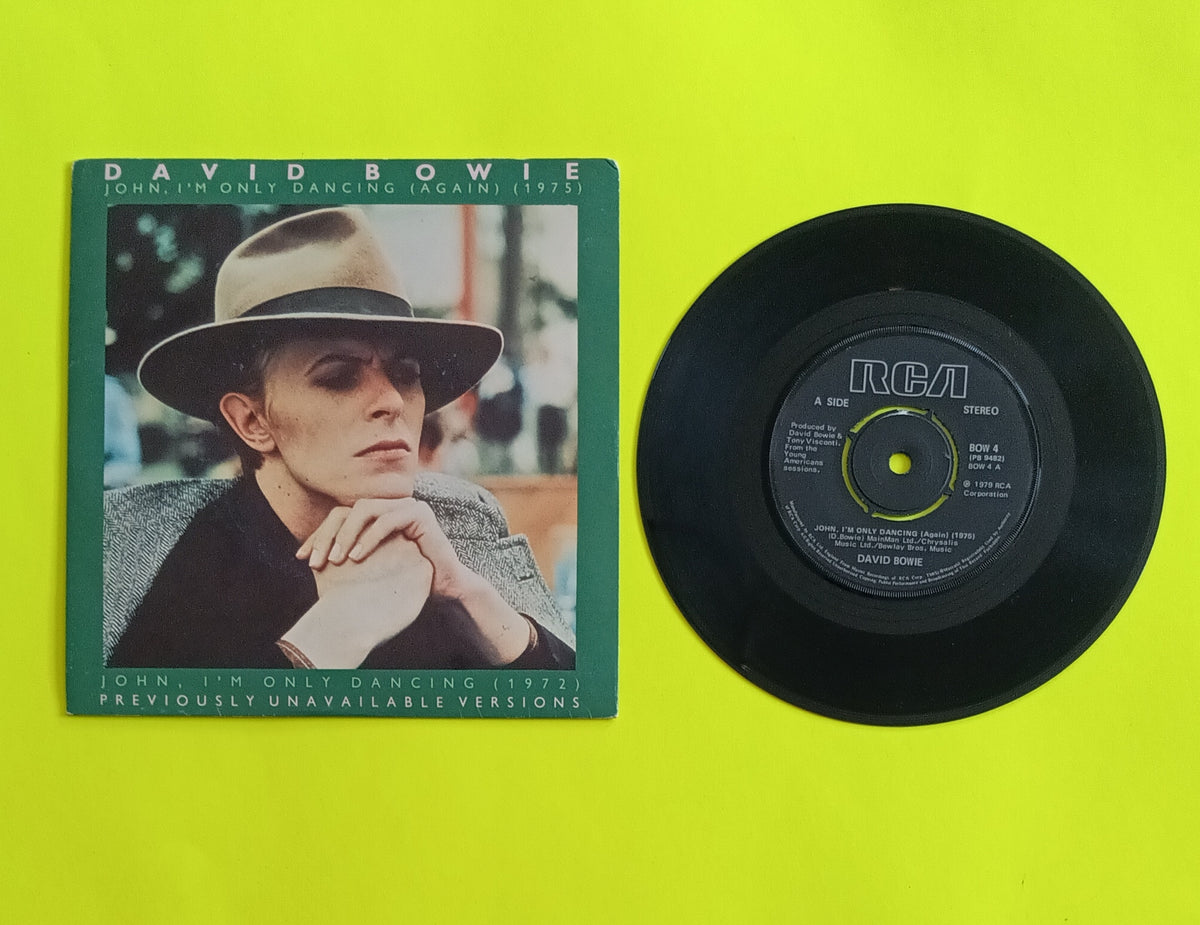 DAVID BOWIE
JOHN, I'M ONLY DANCING (AGAIN) (1975)
JOHN, I'M ONLY DANCING (1972)
PREVIOUSLY UNAVAILABLE VERSIONS
RCA
A SIDE
STEREO
Produced by
David Bowie &
Tony Visconti.
From the
Young
Americans
sessions.
BOW 4
(PB 9482)
BOW 4 A
℗ 1979 RCA
Corporation
JOHN, I'M ONLY DANCING (Again) (1975)
(D.Bowie) MainMan Ltd./Chrysalis
Music Ltd./Bewlay Bros. Music
DAVID BOWIE